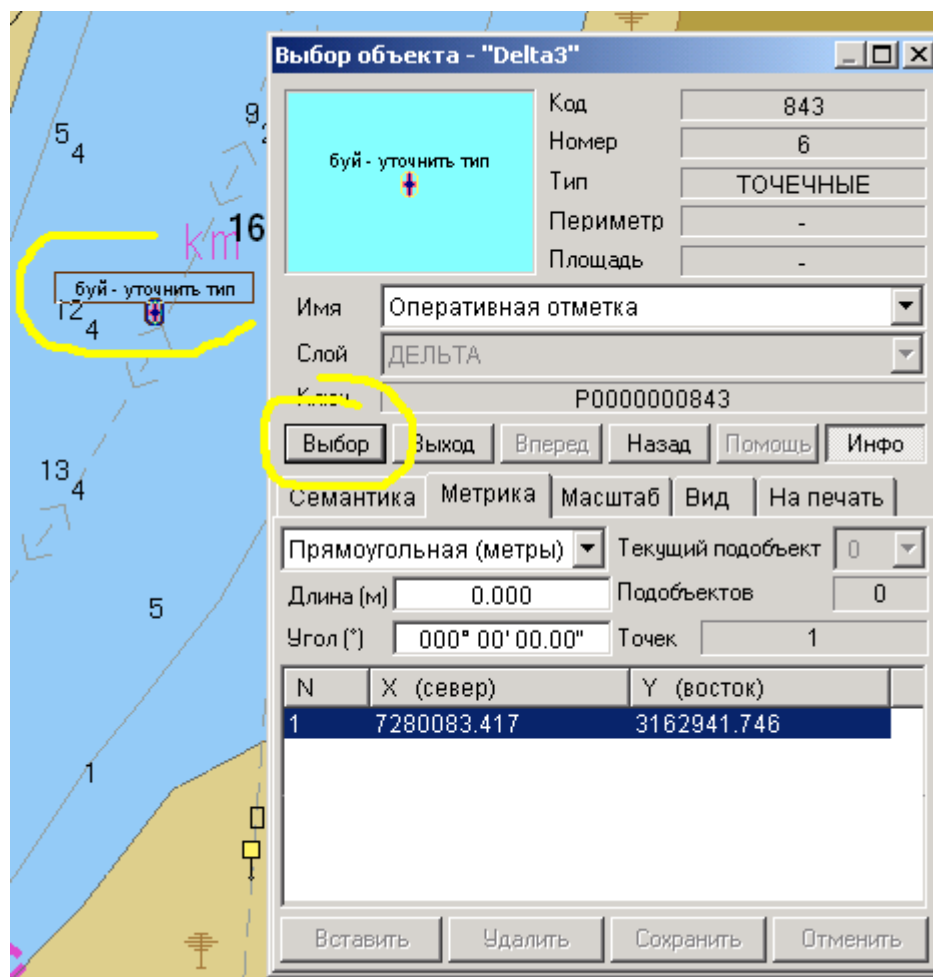 Выбор объекта - "Delta3"
буй - уточнить тип
Код 843
Номер 6
Тип ТОЧЕЧНЫЕ
Периметр -
Площадь -
Имя Оперативная отметка
Слой ДЕЛЬТА
Ключ P0000000843
Выбор Выход Вперед Назад Помощь Инфо
Семантика Метрика Масштаб Вид На печать
Прямоугольная (метры) Текущий подобъект 0
Длина (м) 0.000 Подобъектов 0
Угол (°) 000° 00' 00.00" Точек 1
N X (север) Y (восток)
1 7280083.417 3162941.746
Вставить Удалить Сохранить Отменить
9
5 4
16
km
буй - уточнить тип
12 4
13 4
5
1